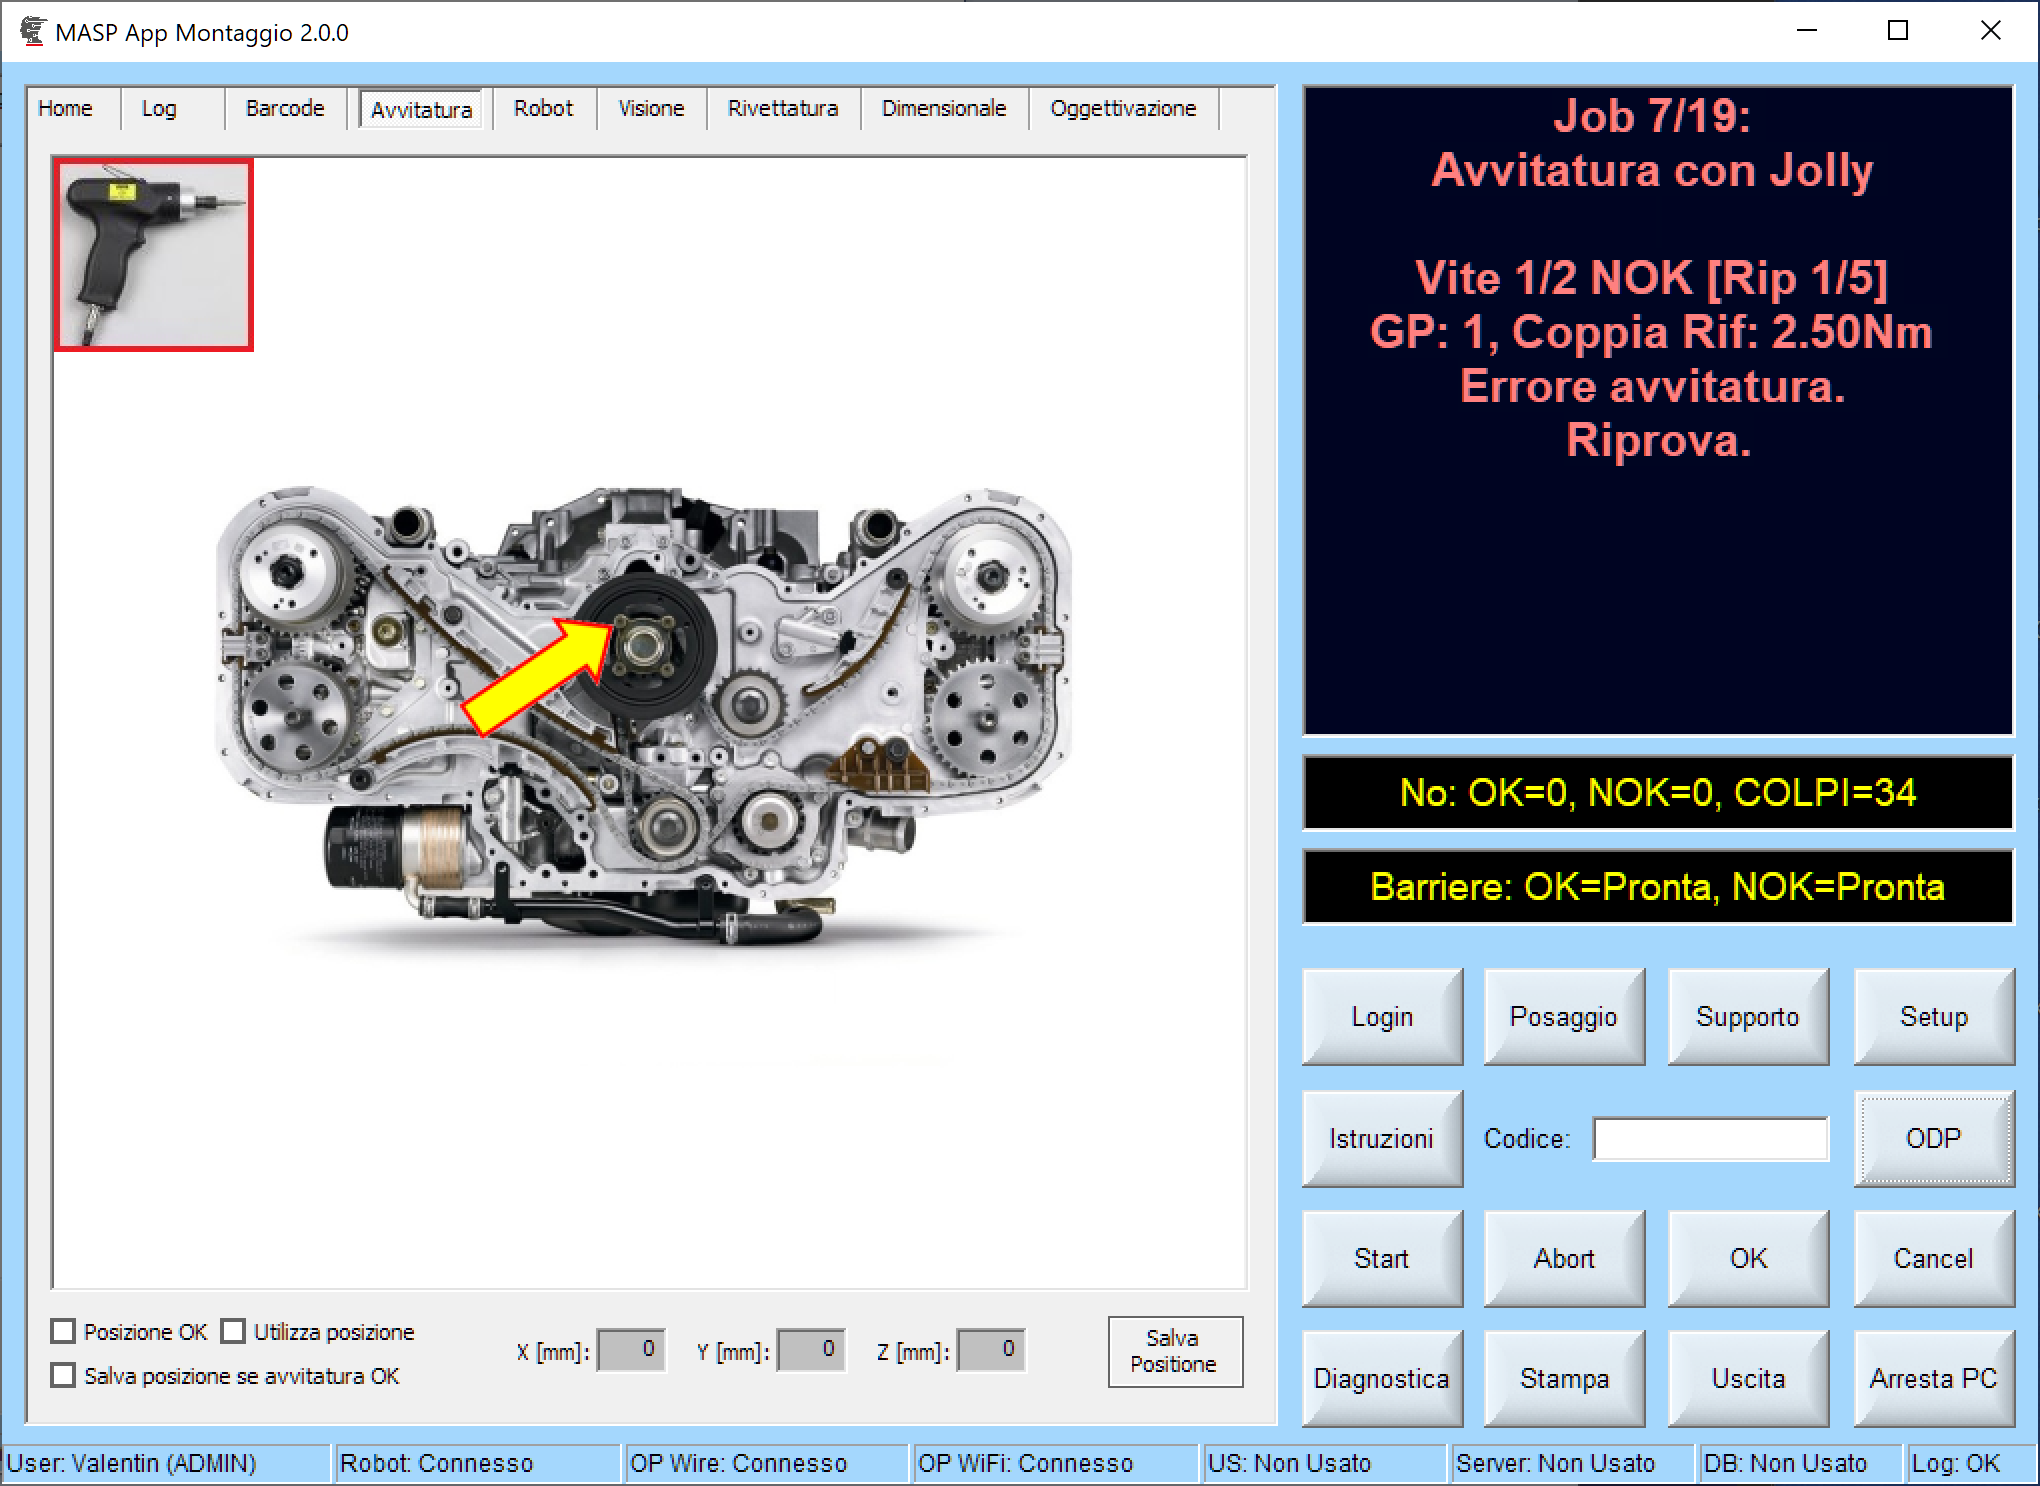 MASP App Montaggio 2.0.0
Home
Log
Barcode
Avvitatura
Robot
Visione
Rivettatura
Dimensionale
Oggettivazione
Job 7/19:
Avvitatura con Jolly
Vite 1/2 NOK [Rip 1/5]
GP: 1, Coppia Rif: 2.50Nm
Errore avvitatura.
Riprova.
No: OK=0, NOK=0, COLPI=34
Barriere: OK=Pronta, NOK=Pronta
Login
Posaggio
Supporto
Setup
Istruzioni
Codice:
ODP
Start
Abort
OK
Cancel
Diagnostica
Stampa
Uscita
Arresta PC
Posizione OK
Utilizza posizione
Salva posizione se avvitatura OK
X [mm]: 0
Y [mm]: 0
Z [mm]: 0
Salva
Positione
User: Valentin (ADMIN)
Robot: Connesso
OP Wire: Connesso
OP WiFi: Connesso
US: Non Usato
Server: Non Usato
DB: Non Usato
Log: OK